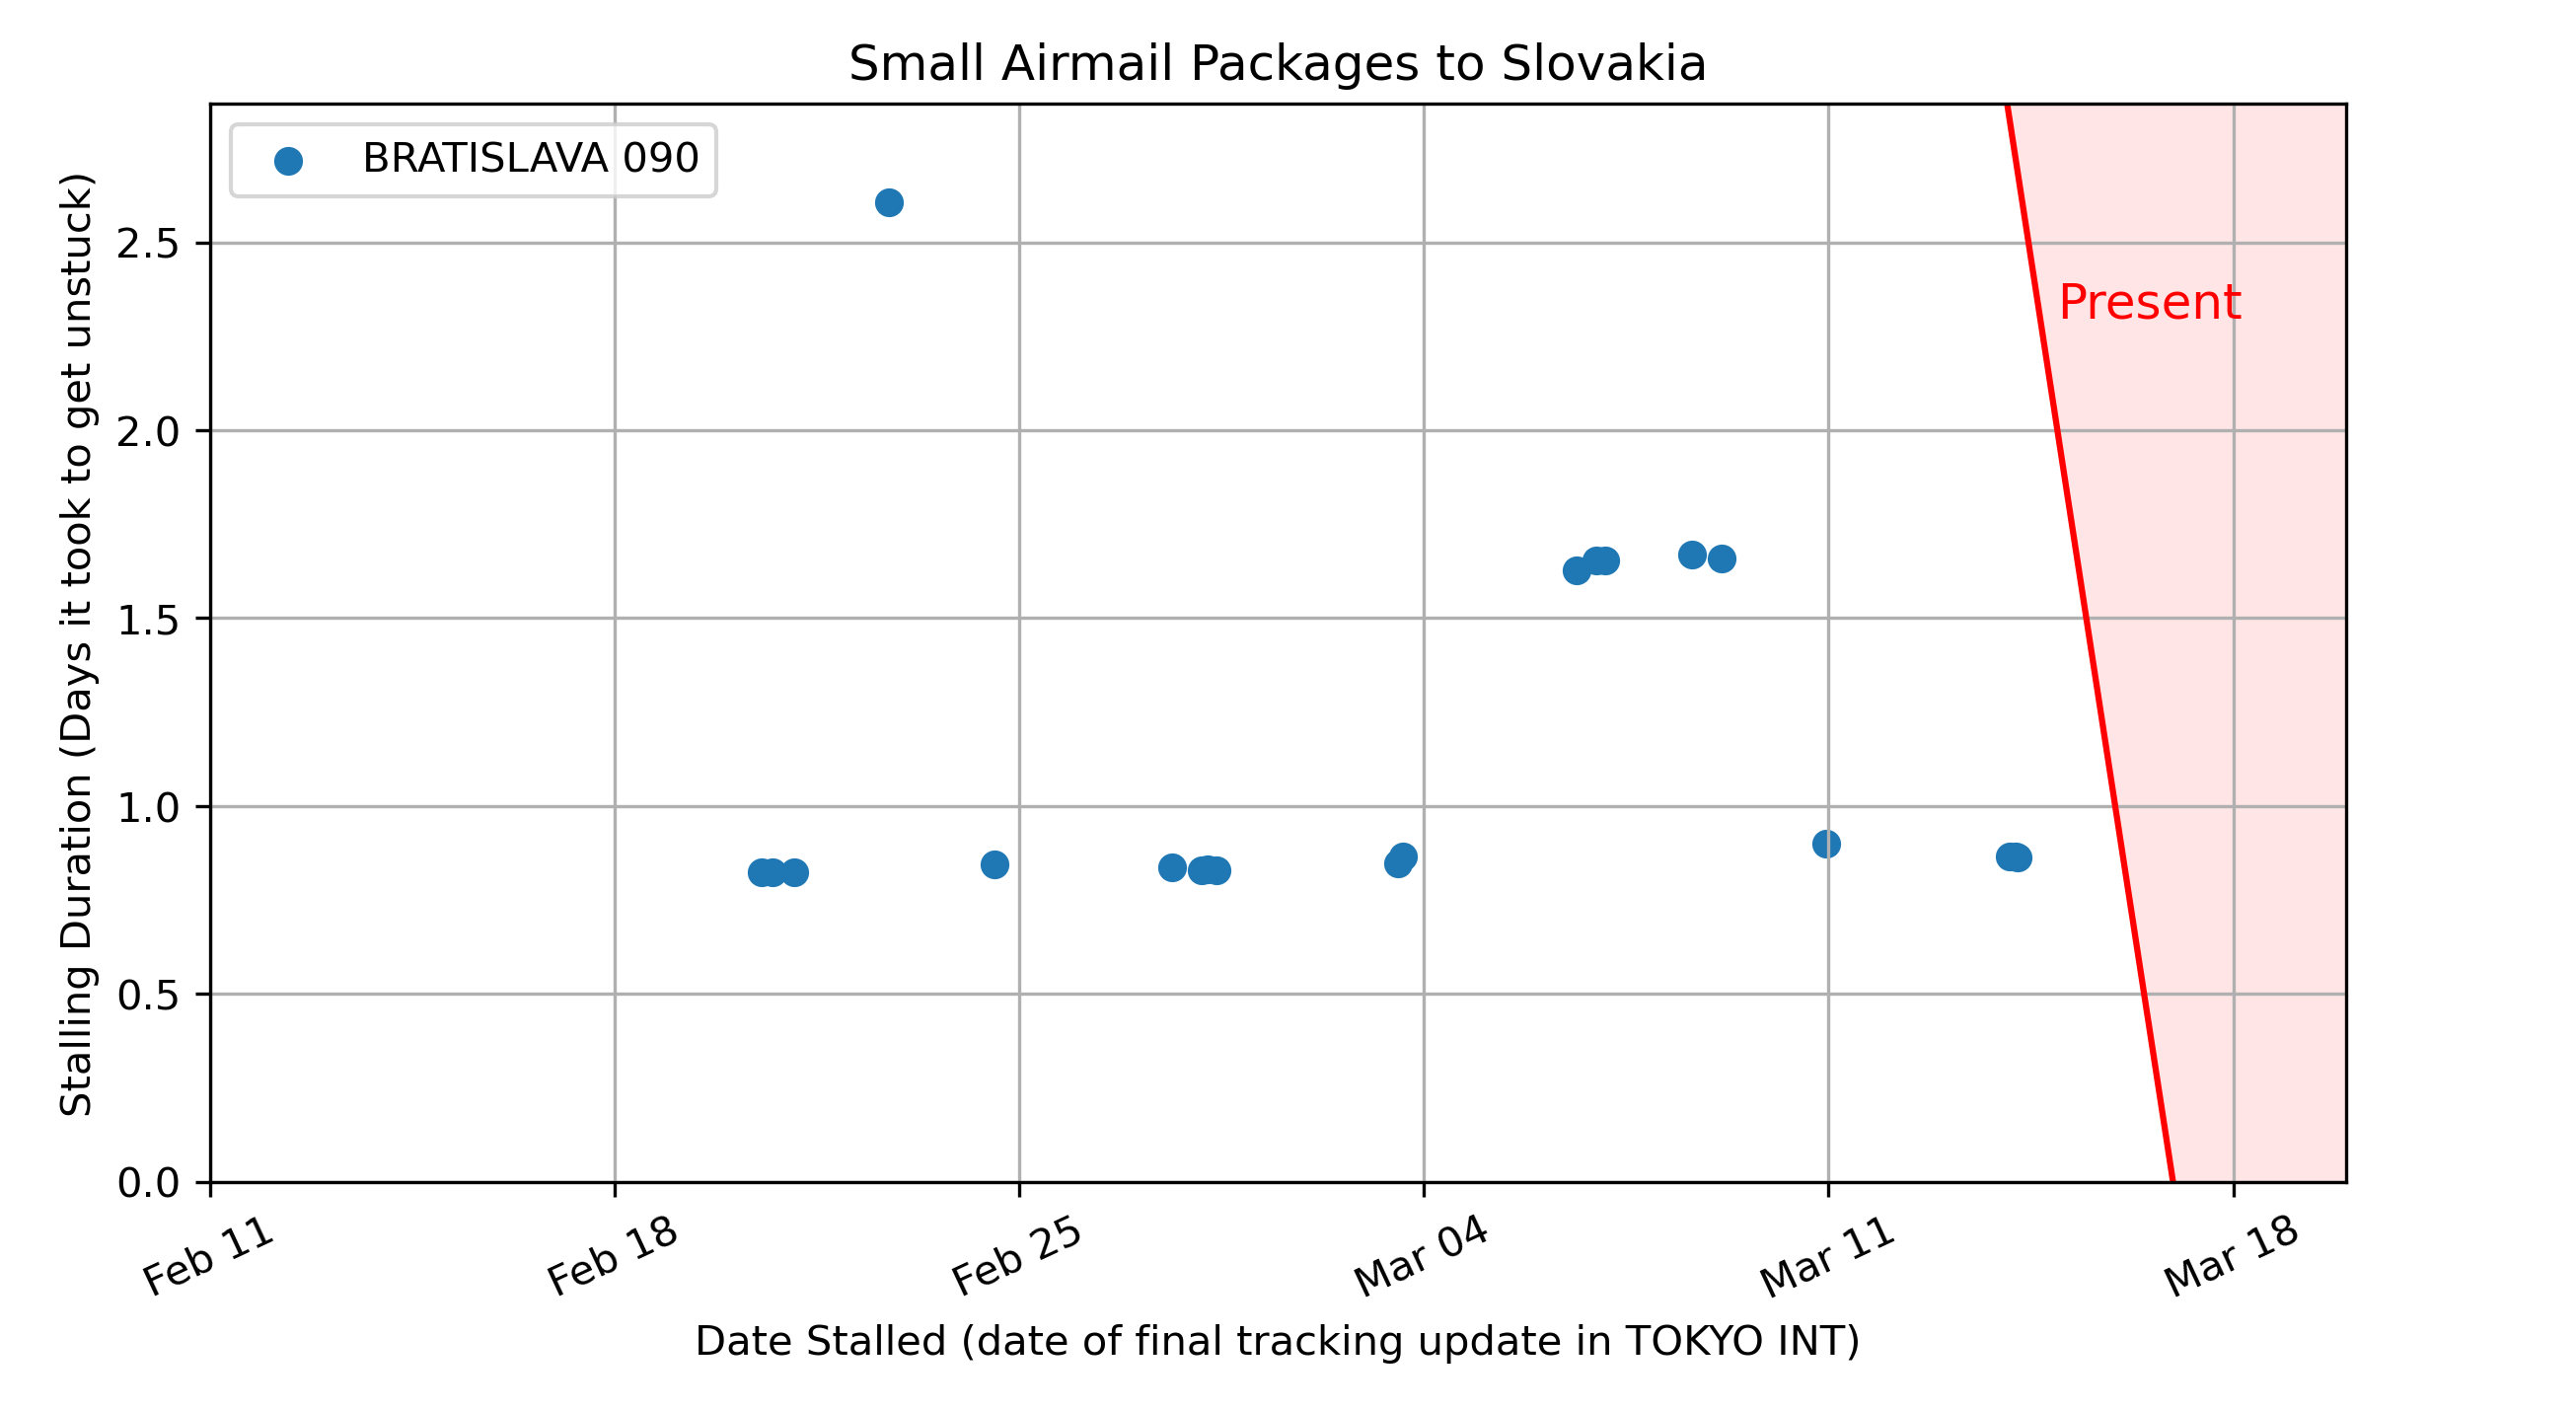 Small Airmail Packages to Slovakia
BRATISLAVA 090
Present
Stalling Duration (Days it took to get unstuck)
2.5
2.0
1.5
1.0
0.5
0.0
Feb 11
Feb 18
Feb 25
Mar 04
Mar 11
Mar 18
Date Stalled (date of final tracking update in TOKYO INT)